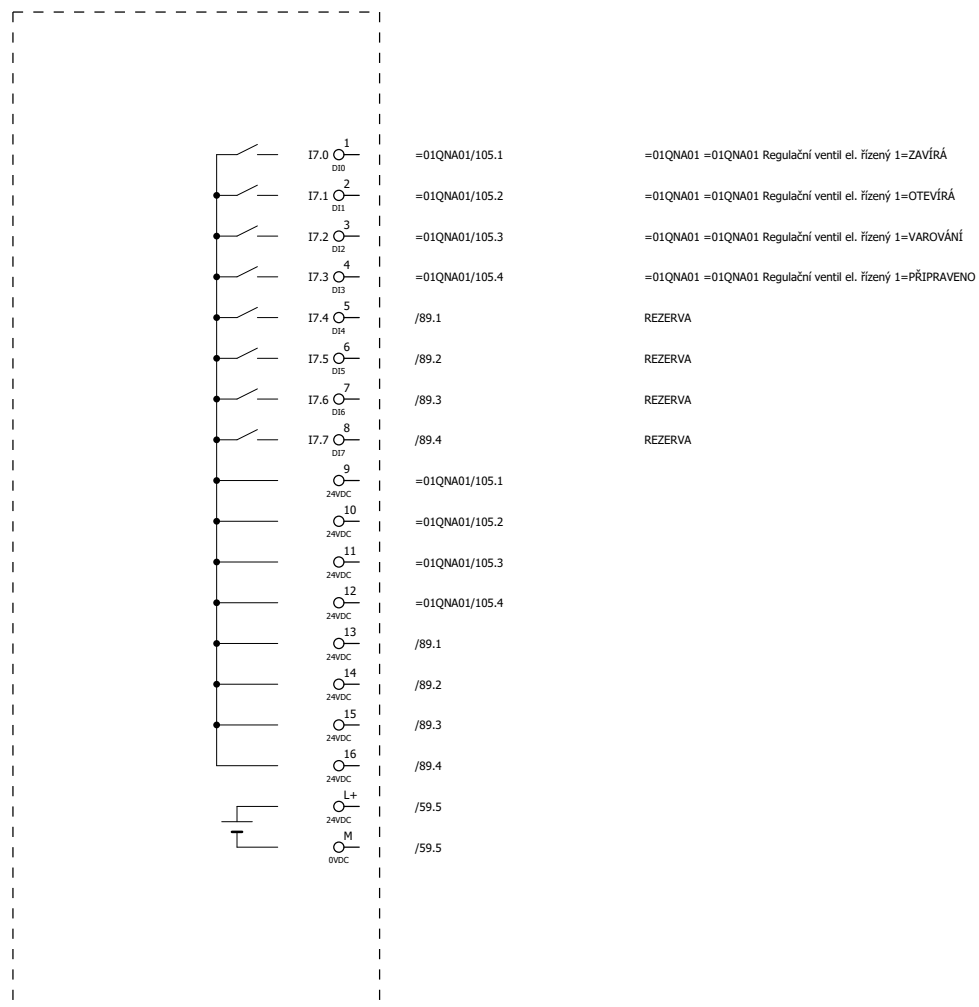 1
I7.0 =01QNA01/105.1 =01QNA01 =01QNA01 Regulační ventil el. řízený 1=ZAVÍRÁ
DI0
2
I7.1 =01QNA01/105.2 =01QNA01 =01QNA01 Regulační ventil el. řízený 1=OTEVÍRÁ
DI1
3
I7.2 =01QNA01/105.3 =01QNA01 =01QNA01 Regulační ventil el. řízený 1=VAROVÁNÍ
DI2
4
I7.3 =01QNA01/105.4 =01QNA01 =01QNA01 Regulační ventil el. řízený 1=PŘIPRAVENO
DI3
5
I7.4 /89.1 REZERVA
DI4
6
I7.5 /89.2 REZERVA
DI5
7
I7.6 /89.3 REZERVA
DI6
8
I7.7 /89.4 REZERVA
DI7
9
=01QNA01/105.1
24VDC
10
=01QNA01/105.2
24VDC
11
=01QNA01/105.3
24VDC
12
=01QNA01/105.4
24VDC
13
/89.1
24VDC
14
/89.2
24VDC
15
/89.3
24VDC
16
/89.4
24VDC
L+
/59.5
24VDC
M
/59.5
0VDC